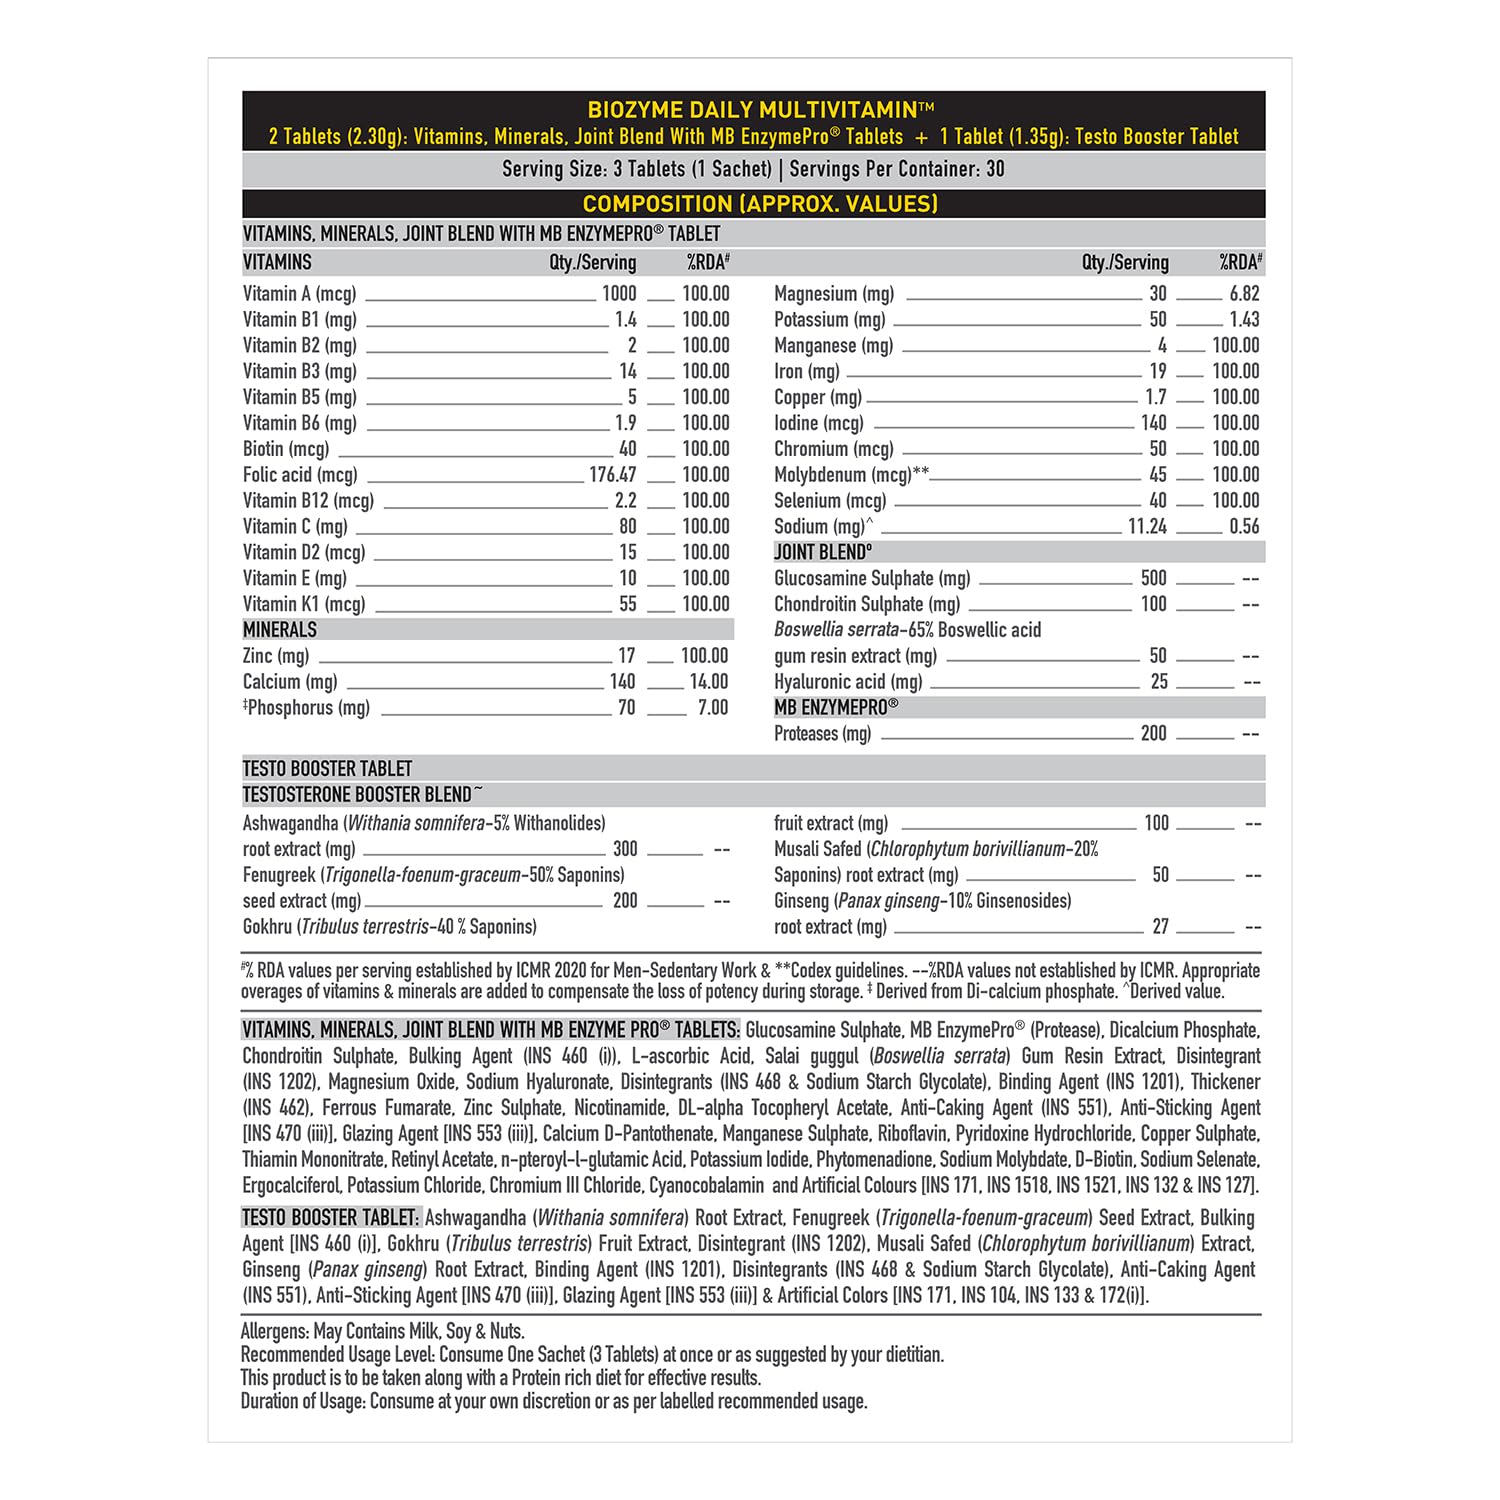 BIOZYME DAILY MULTIVITAMIN™
2 Tablets (2.30g): Vitamins, Minerals, Joint Blend With MB EnzymePro® Tablets + 1 Tablet (1.35g): Testo Booster Tablet
Serving Size: 3 Tablets (1 Sachet) | Servings Per Container: 30
COMPOSITION (APPROX. VALUES)
VITAMINS, MINERALS, JOINT BLEND WITH MB ENZYMEPRO® TABLET
VITAMINS Qty./Serving %RDA#
Vitamin A (mcg) 1000 100.00
Vitamin B1 (mg) 1.4 100.00
Vitamin B2 (mg) 2 100.00
Vitamin B3 (mg) 14 100.00
Vitamin B5 (mg) 5 100.00
Vitamin B6 (mg) 1.9 100.00
Biotin (mcg) 40 100.00
Folic acid (mcg) 176.47 100.00
Vitamin B12 (mcg) 2.2 100.00
Vitamin C (mg) 80 100.00
Vitamin D2 (mcg) 15 100.00
Vitamin E (mg) 10 100.00
Vitamin K1 (mcg) 55 100.00
MINERALS
Zinc (mg) 17 100.00
Calcium (mg) 140 14.00
‡Phosphorus (mg) 70 7.00
Qty./Serving %RDA#
Magnesium (mg) 30 6.82
Potassium (mg) 50 1.43
Manganese (mg) 4 100.00
Iron (mg) 19 100.00
Copper (mg) 1.7 100.00
Iodine (mcg) 140 100.00
Chromium (mcg) 50 100.00
Molybdenum (mcg)** 45 100.00
Selenium (mcg) 40 100.00
Sodium (mg)^ 11.24 0.56
JOINT BLENDº
Glucosamine Sulphate (mg) 500 --
Chondroitin Sulphate (mg) 100 --
Boswellia serrata-65% Boswellic acid
gum resin extract (mg) 50 --
Hyaluronic acid (mg) 25 --
MB ENZYMEPRO®
Proteases (mg) 200 --
TESTO BOOSTER TABLET
TESTOSTERONE BOOSTER BLEND~
Ashwagandha (Withania somnifera-5% Withanolides)
root extract (mg) 300 --
Fenugreek (Trigonella-foenum-graceum-50% Saponins)
seed extract (mg) 200 --
Gokhru (Tribulus terrestris-40 % Saponins)
fruit extract (mg) 100 --
Musali Safed (Chlorophytum borivillianum-20%
Saponins) root extract (mg) 50 --
Ginseng (Panax ginseng-10% Ginsenosides)
root extract (mg) 27 --
#% RDA values per serving established by ICMR 2020 for Men-Sedentary Work & **Codex guidelines. --%RDA values not established by ICMR. Appropriate
overages of vitamins & minerals are added to compensate the loss of potency during storage. ‡ Derived from Di-calcium phosphate. ^Derived value.
VITAMINS, MINERALS, JOINT BLEND WITH MB ENZYME PRO® TABLETS: Glucosamine Sulphate, MB EnzymePro® (Protease), Dicalcium Phosphate,
Chondroitin Sulphate, Bulking Agent (INS 460 (i)), L-ascorbic Acid, Salai guggul (Boswellia serrata) Gum Resin Extract, Disintegrant
(INS 1202), Magnesium Oxide, Sodium Hyaluronate, Disintegrants (INS 468 & Sodium Starch Glycolate), Binding Agent (INS 1201), Thickener
(INS 462), Ferrous Fumarate, Zinc Sulphate, Nicotinamide, DL-alpha Tocopheryl Acetate, Anti-Caking Agent (INS 551), Anti-Sticking Agent
[INS 470 (iii)], Glazing Agent [INS 553 (iii)], Calcium D-Pantothenate, Manganese Sulphate, Riboflavin, Pyridoxine Hydrochloride, Copper Sulphate,
Thiamin Mononitrate, Retinyl Acetate, n-pteroyl-l-glutamic Acid, Potassium Iodide, Phytomenadione, Sodium Molybdate, D-Biotin, Sodium Selenate,
Ergocalciferol, Potassium Chloride, Chromium III Chloride, Cyanocobalamin and Artificial Colours [INS 171, INS 1518, INS 1521, INS 132 & INS 127].
TESTO BOOSTER TABLET: Ashwagandha (Withania somnifera) Root Extract, Fenugreek (Trigonella-foenum-graceum) Seed Extract, Bulking
Agent [INS 460 (i)], Gokhru (Tribulus terrestris) Fruit Extract, Disintegrant (INS 1202), Musali Safed (Chlorophytum borivillianum) Extract,
Ginseng (Panax ginseng) Root Extract, Binding Agent (INS 1201), Disintegrants (INS 468 & Sodium Starch Glycolate), Anti-Caking Agent
(INS 551), Anti-Sticking Agent [INS 470 (iii)], Glazing Agent [INS 553 (iii)] & Artificial Colors [INS 171, INS 104, INS 133 & 172(i)].
Allergens: May Contains Milk, Soy & Nuts.
Recommended Usage Level: Consume One Sachet (3 Tablets) at once or as suggested by your dietitian.
This product is to be taken along with a Protein rich diet for effective results.
Duration of Usage: Consume at your own discretion or as per labelled recommended usage.